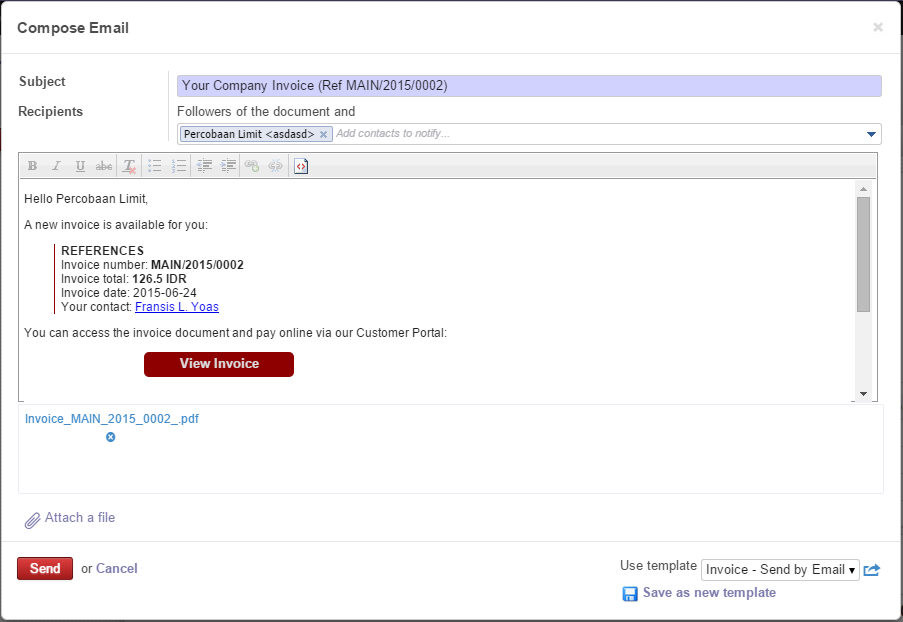 Compose Email ×
Subject
Your Company Invoice (Ref MAIN/2015/0002)
Recipients
Followers of the document and
Percobaan Limit <asdasd> × Add contacts to notify...
B I U abc T
Hello Percobaan Limit,
A new invoice is available for you:
REFERENCES
Invoice number: MAIN/2015/0002
Invoice total: 126.5 IDR
Invoice date: 2015-06-24
Your contact: Fransis L. Yoas
You can access the invoice document and pay online via our Customer Portal:
View Invoice
Invoice_MAIN_2015_0002_.pdf
Attach a file
Send or Cancel
Use template Invoice - Send by Email
Save as new template